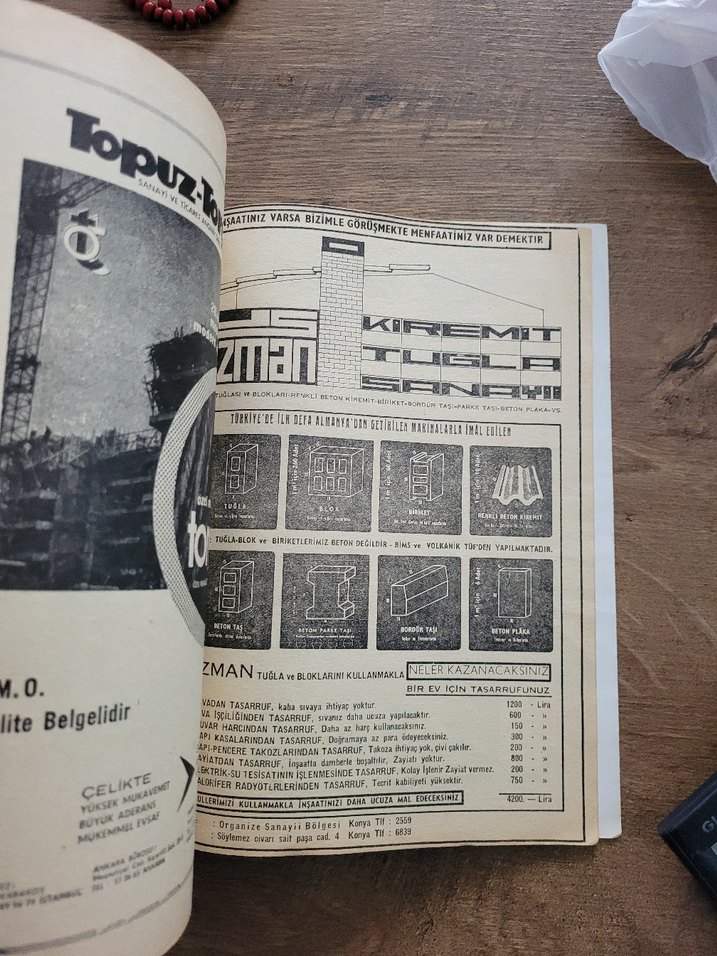 Topuz-To
SANAYİ VE TİCARET
M.O.
lite Belgelidir
ÇELİKTE
YÜKSEK MUKAVEMET
BÜYÜK ADERANS
MÜKEMMEL EVSAF
ANKARA BÜROSU
İSTANBUL
NŞAATINIZ VARSA BİZİMLE GÖRÜŞMEKTE MENFAATİNİZ VAR DEMEKTİR
ZMAN
KİREMİT
TUĞLA
SANAYİİ
TUĞLASI ve BLOKLARI-RENKLİ BETON KİREMİT-BİRİKET-BORDÜR TAŞI-PARKE TAŞI-BETON PLAKA-VS.
TÜRKİYE'DE İLK DEFA ALMANYA'DAN GETİRİLEN MAKİNALARLA İMÂL EDİLEN
TUĞLA
BLOK
BİRİKET
RENKLİ BETON KİREMİT
: TUĞLA-BLOK ve BİRİKETLERİMİZ BETON DEĞİLDİR - BİMS ve VOLKANİK TÜF'DEN YAPILMAKTADIR.
BETON TAŞ
BETON PARKE TAŞI
BORDÜR TAŞI
BETON PLÂKA
ZMAN TUĞLA ve BLOKLARINI KULLANMAKLA NELER KAZANACAKSINIZ
BİR EV İÇİN TASARRUFUNUZ
VADAN TASARRUF, kaba sıvaya ihtiyaç yoktur. 1200 - Lira
VA İŞÇİLİĞİNDEN TASARRUF, sıvanız daha ucuza yapılacaktır. 600 - »
UVAR HARCINDAN TASARRUF, Daha az harç kullanacaksınız. 150 - »
API KASALARINDAN TASARRUF, Doğramaya az para ödeyeceksiniz. 300 - »
API-PENCERE TAKOZLARINDAN TASARRUF, Takoza ihtiyaç yok, çivi çakılır. 200 - »
AYİATDAN TASARRUF, İnşaatta damberle boşaltılır, Zayiatı yoktur. 800 - »
LEKTRİK-SU TESİSATININ İŞLENMESİNDE TASARRUF, Kolay İşlenir Zayiat vermez. 200 - »
ALORİFER RADYÖTERLERİNDEN TASARRUF, Tecrit kabiliyeti yüksektir. 750 - »
ÜLLERİMİZİ KULLANMAKLA İNŞAATINIZI DAHA UCUZA MAL EDECEKSİNİZ 4200. — Lira
: Organize Sanayii Bölgesi Konya Tlf : 2559
: Söylemez civarı sait paşa cad. 4 Konya Tlf : 6839